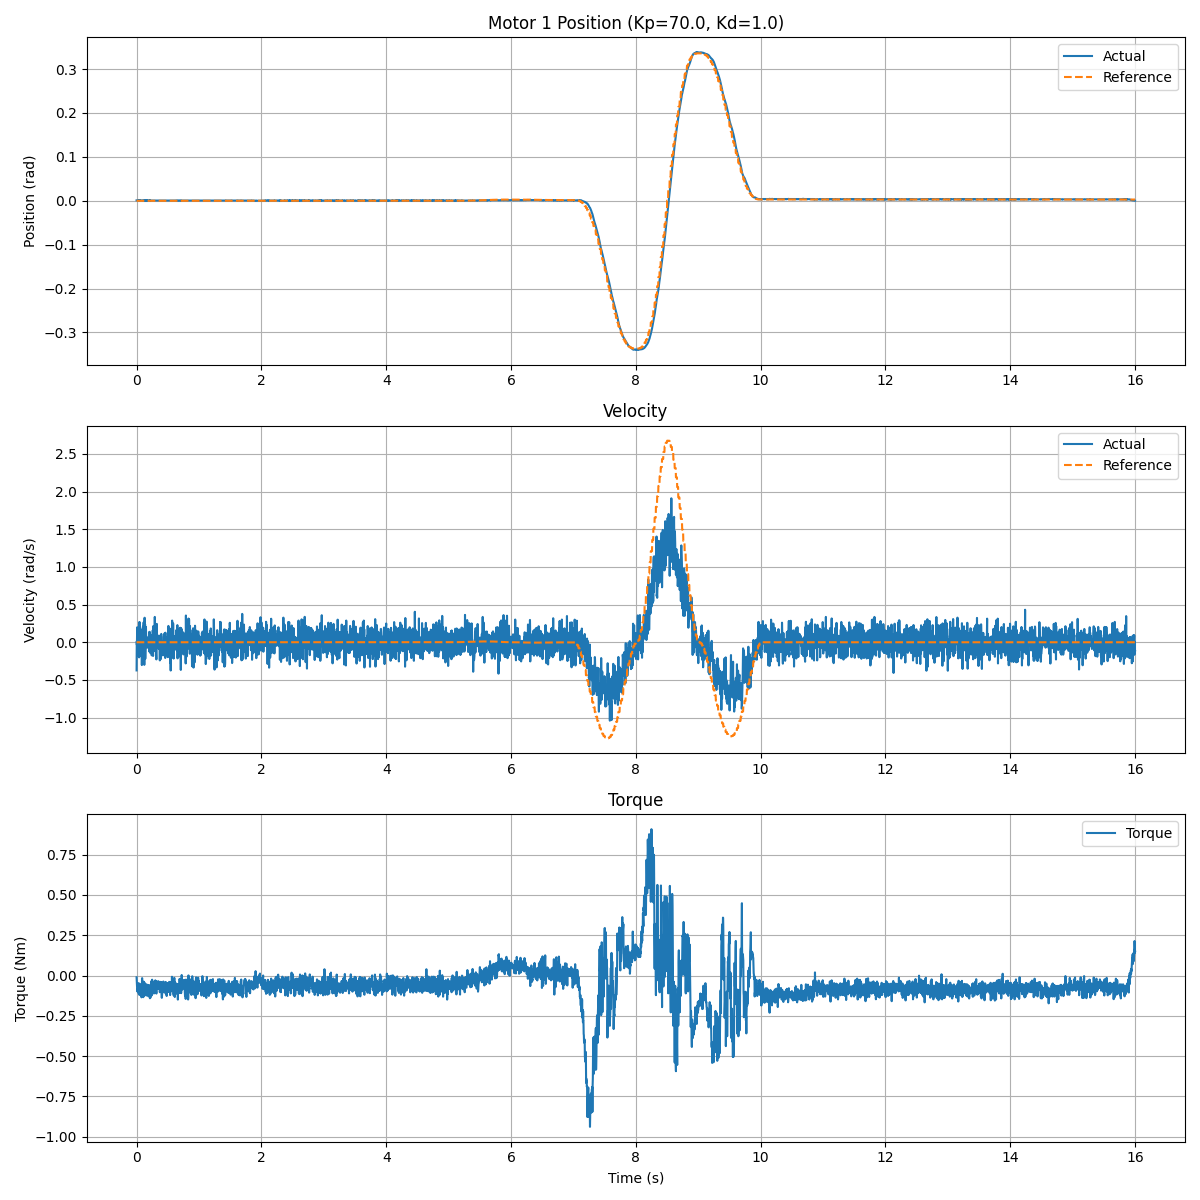 Motor 1 Position (Kp=70.0, Kd=1.0)
Position (rad)
0.3
0.2
0.1
0.0
−0.1
−0.2
−0.3
Actual
Reference
0 2 4 6 8 10 12 14 16
Velocity
Velocity (rad/s)
2.5
2.0
1.5
1.0
0.5
0.0
−0.5
−1.0
Actual
Reference
0 2 4 6 8 10 12 14 16
Torque
Torque (Nm)
0.75
0.50
0.25
0.00
−0.25
−0.50
−0.75
−1.00
Torque
0 2 4 6 8 10 12 14 16
Time (s)